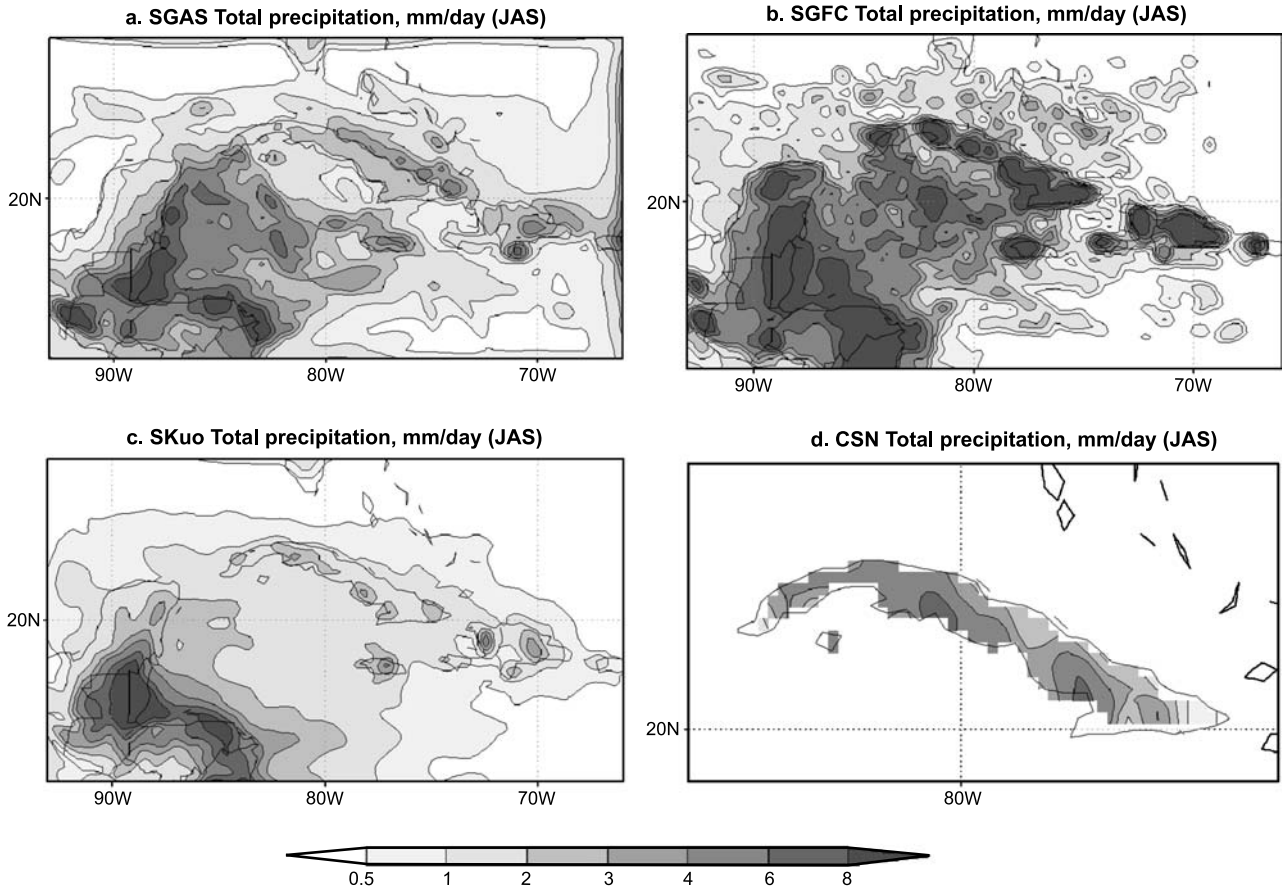 a. SGAS Total precipitation, mm/day (JAS)
b. SGFC Total precipitation, mm/day (JAS)
20N
90W 80W 70W
20N
90W 80W 70W
c. SKuo Total precipitation, mm/day (JAS)
d. CSN Total precipitation, mm/day (JAS)
20N
90W 80W 70W
20N
80W
0.5 1 2 3 4 6 8